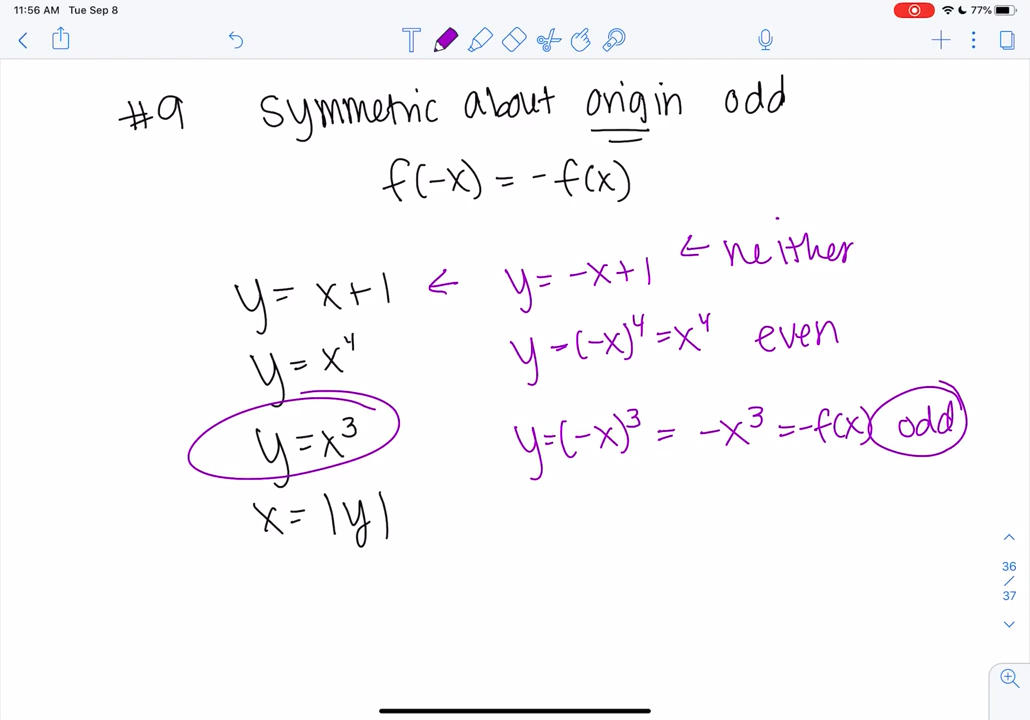 11:56 AM Tue Sep 8
77%
#9 Symmetric about origin odd
f(-x) = -f(x)
y = x+1 ← y = -x+1 ← neither
y = x⁴ y = (-x)⁴ = x⁴ even
y = x³ y = (-x)³ = -x³ = -f(x) odd
x = |y|
36
/
37